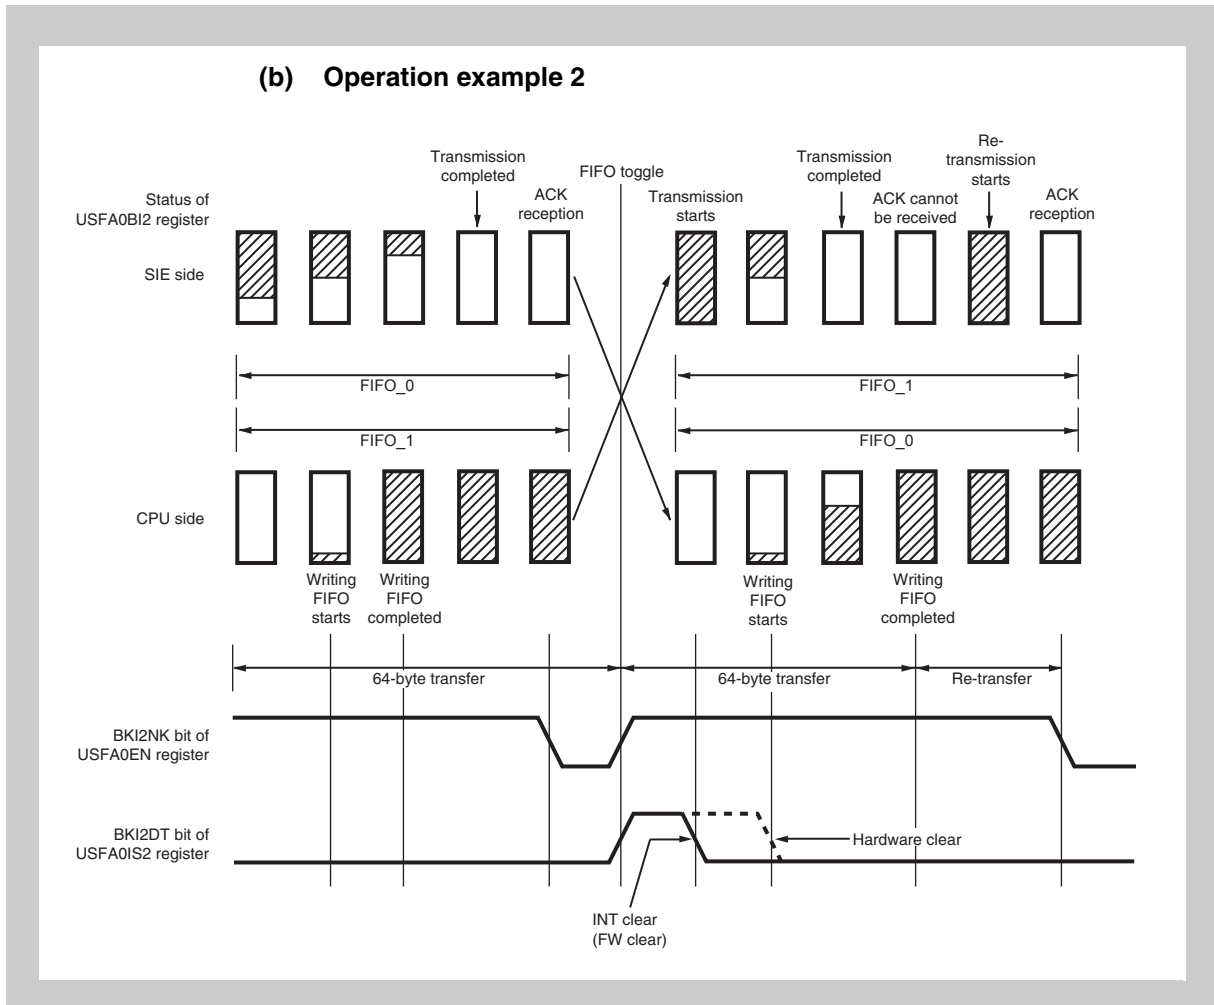 (b) Operation example 2
Re-
transmission
starts
Transmission
completed
FIFO toggle
Transmission
completed
Status of
USFA0BI2 register
ACK
reception
Transmission
starts
ACK cannot
be received
ACK
reception
SIE side
FIFO_0
FIFO_1
FIFO_1
FIFO_0
CPU side
Writing
FIFO
starts
Writing
FIFO
completed
Writing
FIFO
starts
Writing
FIFO
completed
64-byte transfer
64-byte transfer
Re-transfer
BKI2NK bit of
USFA0EN register
BKI2DT bit of
USFA0IS2 register
Hardware clear
INT clear
(FW clear)